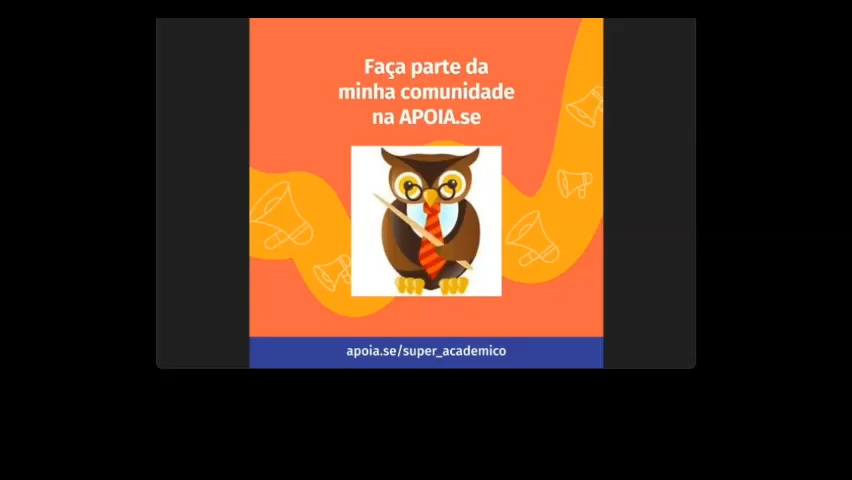 Faça parte da
minha comunidade
na APOIA.se
apoia.se/super_academico